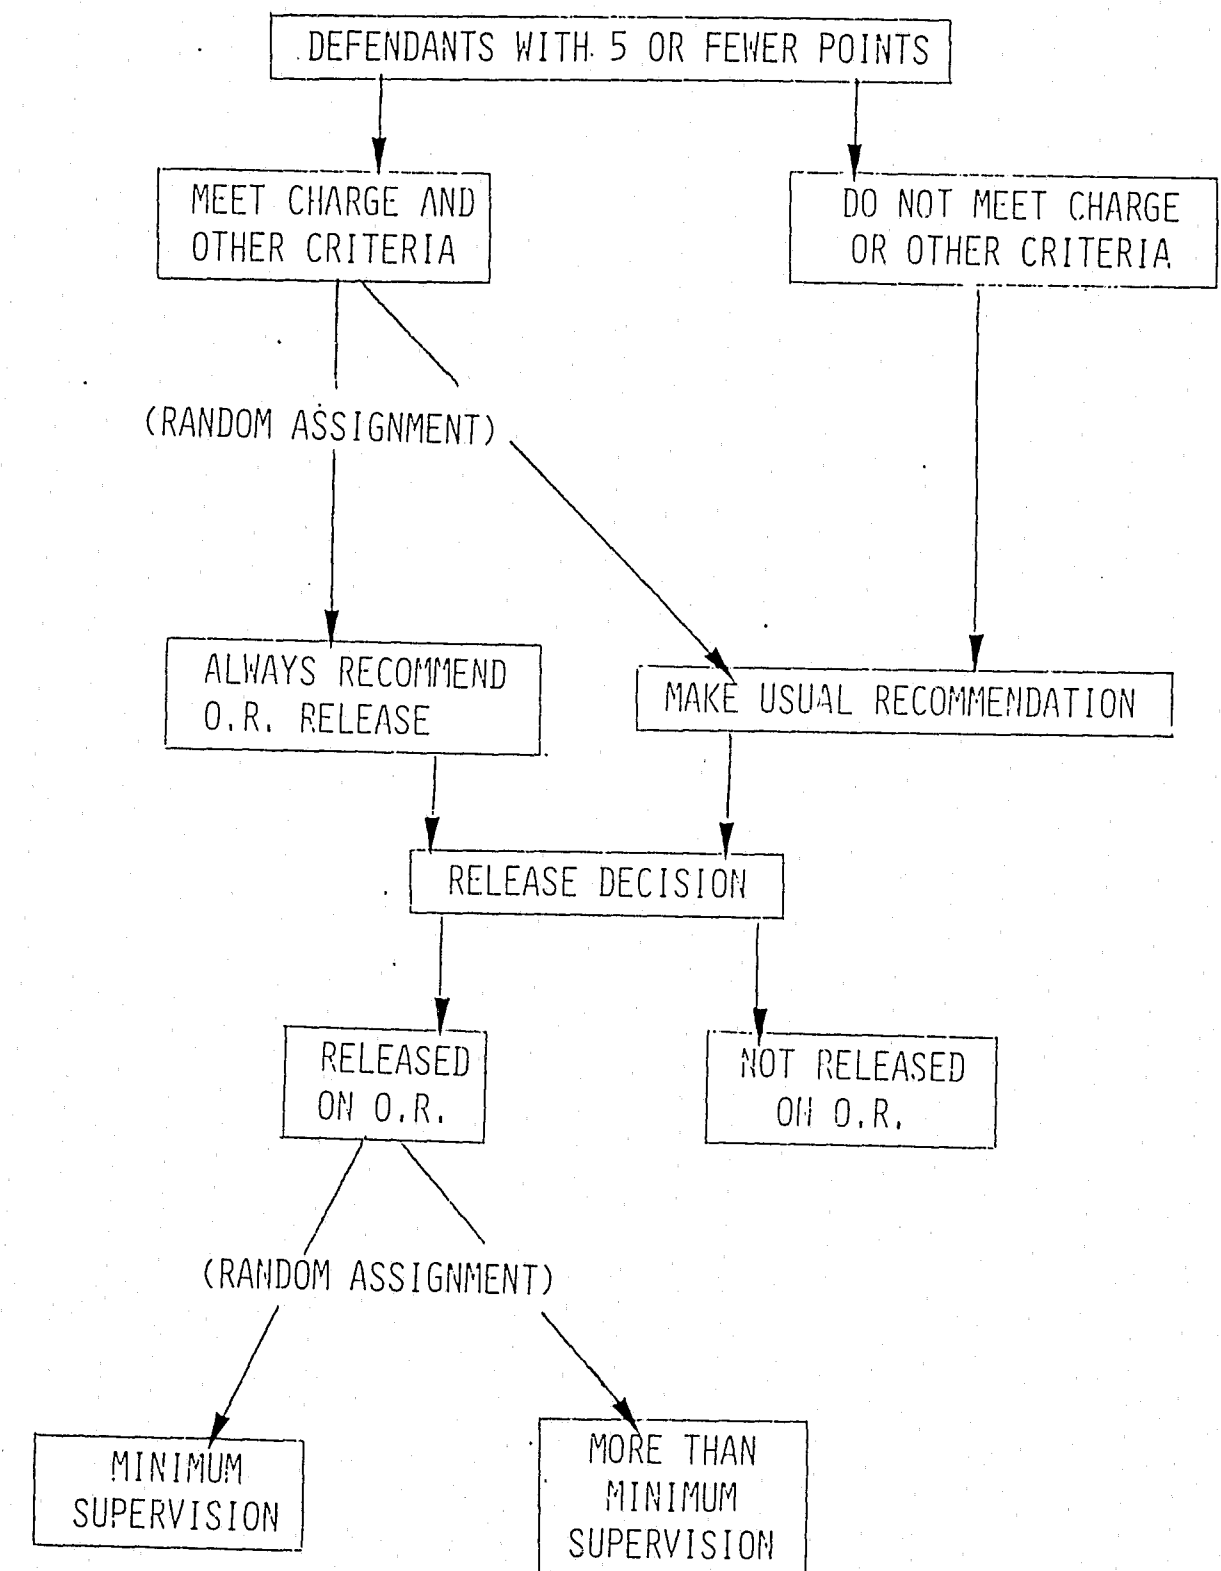 DEFENDANTS WITH 5 OR FEWER POINTS
MEET CHARGE AND
OTHER CRITERIA
DO NOT MEET CHARGE
OR OTHER CRITERIA
(RANDOM ASSIGNMENT)
ALWAYS RECOMMEND
O.R. RELEASE
MAKE USUAL RECOMMENDATION
RELEASE DECISION
RELEASED
ON O.R.
NOT RELEASED
ON O.R.
(RANDOM ASSIGNMENT)
MINIMUM
SUPERVISION
MORE THAN
MINIMUM
SUPERVISION